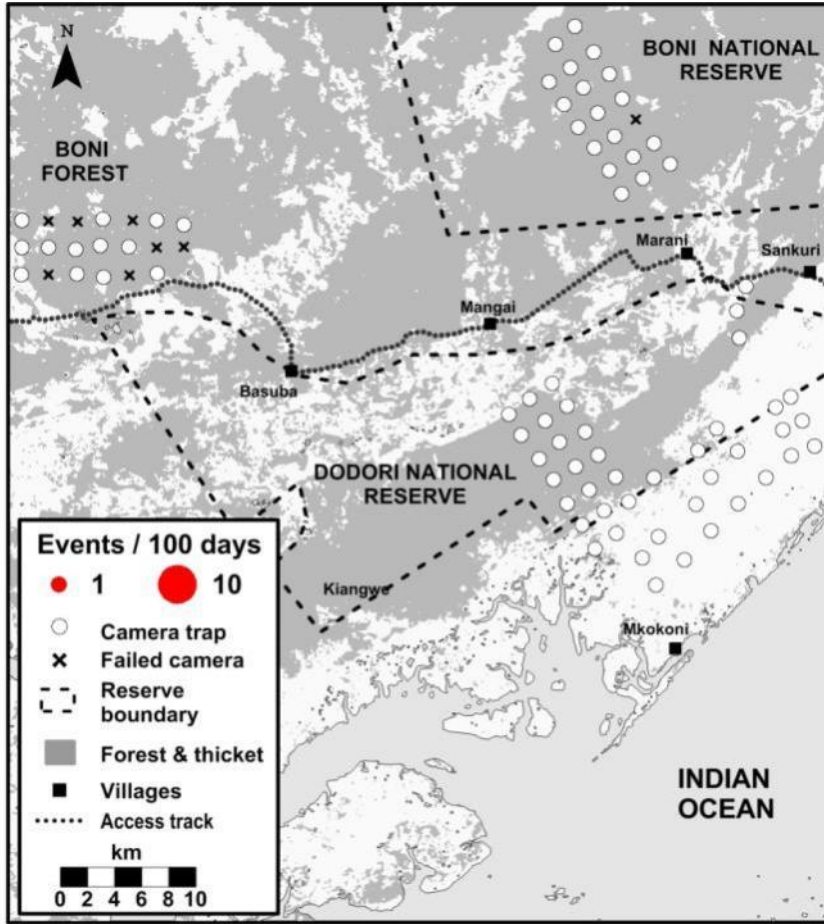 N
BONI NATIONAL
RESERVE
BONI
FOREST
Marani
Sankuri
Mangai
Basuba
DODORI NATIONAL
RESERVE
Kiangwe
Mkokoni
INDIAN
OCEAN
Events / 100 days
1 10
Camera trap
Failed camera
Reserve
boundary
Forest & thicket
Villages
Access track
km
0 2 4 6 8 10